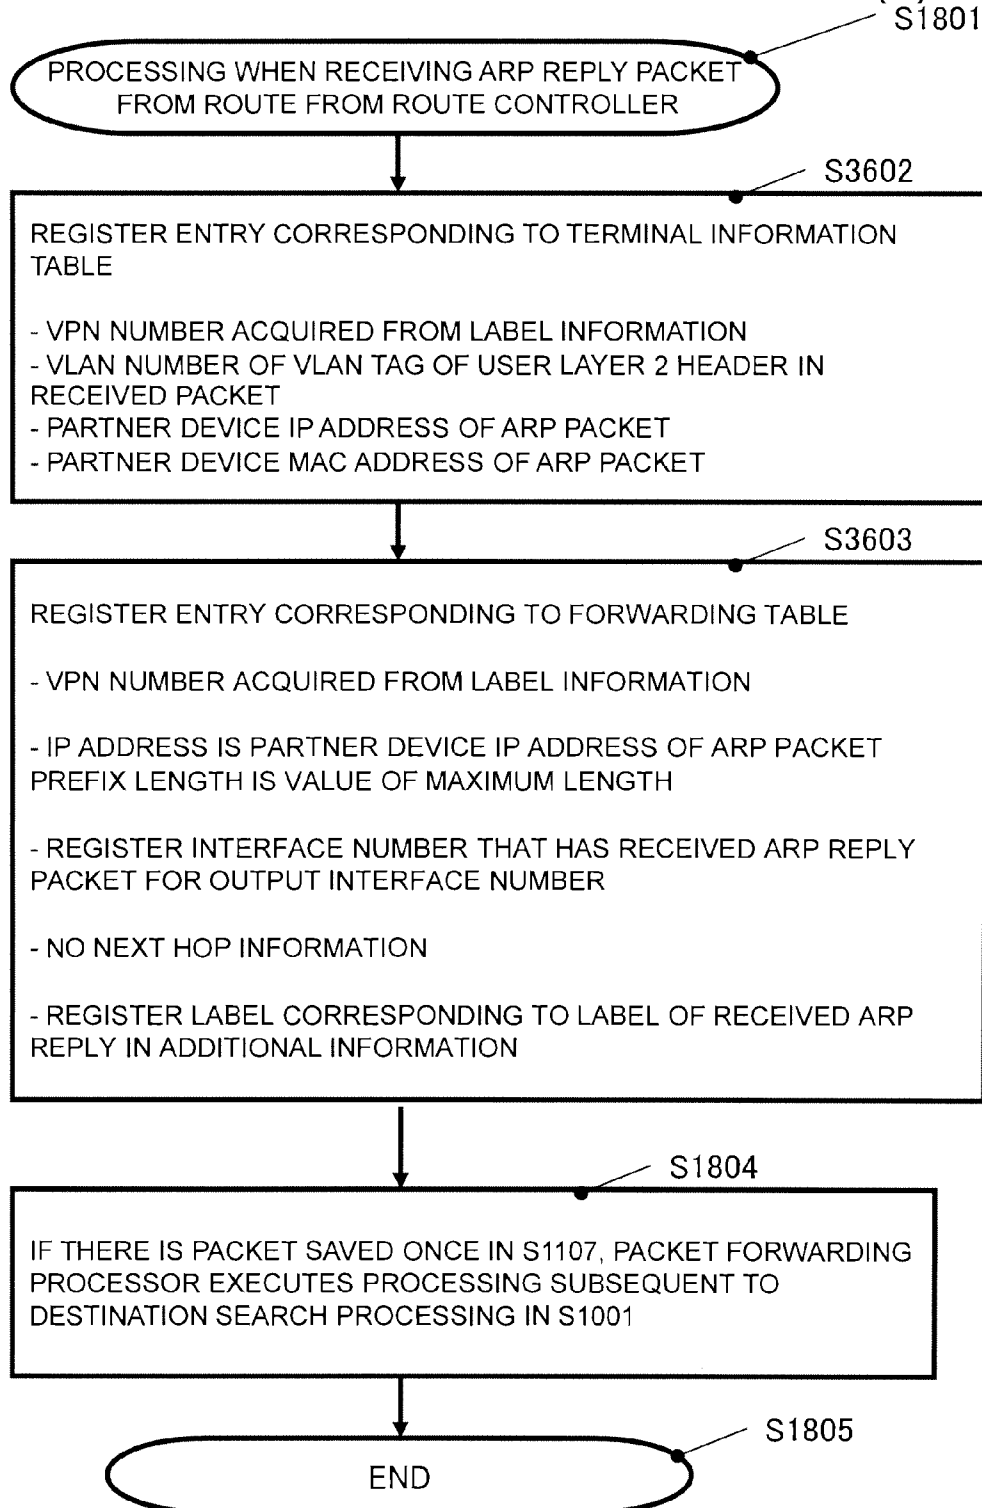 S1801
PROCESSING WHEN RECEIVING ARP REPLY PACKET
FROM ROUTE FROM ROUTE CONTROLLER
S3602
REGISTER ENTRY CORRESPONDING TO TERMINAL INFORMATION
TABLE
- VPN NUMBER ACQUIRED FROM LABEL INFORMATION
- VLAN NUMBER OF VLAN TAG OF USER LAYER 2 HEADER IN
RECEIVED PACKET
- PARTNER DEVICE IP ADDRESS OF ARP PACKET
- PARTNER DEVICE MAC ADDRESS OF ARP PACKET
S3603
REGISTER ENTRY CORRESPONDING TO FORWARDING TABLE
- VPN NUMBER ACQUIRED FROM LABEL INFORMATION
- IP ADDRESS IS PARTNER DEVICE IP ADDRESS OF ARP PACKET
PREFIX LENGTH IS VALUE OF MAXIMUM LENGTH
- REGISTER INTERFACE NUMBER THAT HAS RECEIVED ARP REPLY
PACKET FOR OUTPUT INTERFACE NUMBER
- NO NEXT HOP INFORMATION
- REGISTER LABEL CORRESPONDING TO LABEL OF RECEIVED ARP
REPLY IN ADDITIONAL INFORMATION
S1804
IF THERE IS PACKET SAVED ONCE IN S1107, PACKET FORWARDING
PROCESSOR EXECUTES PROCESSING SUBSEQUENT TO
DESTINATION SEARCH PROCESSING IN S1001
S1805
END